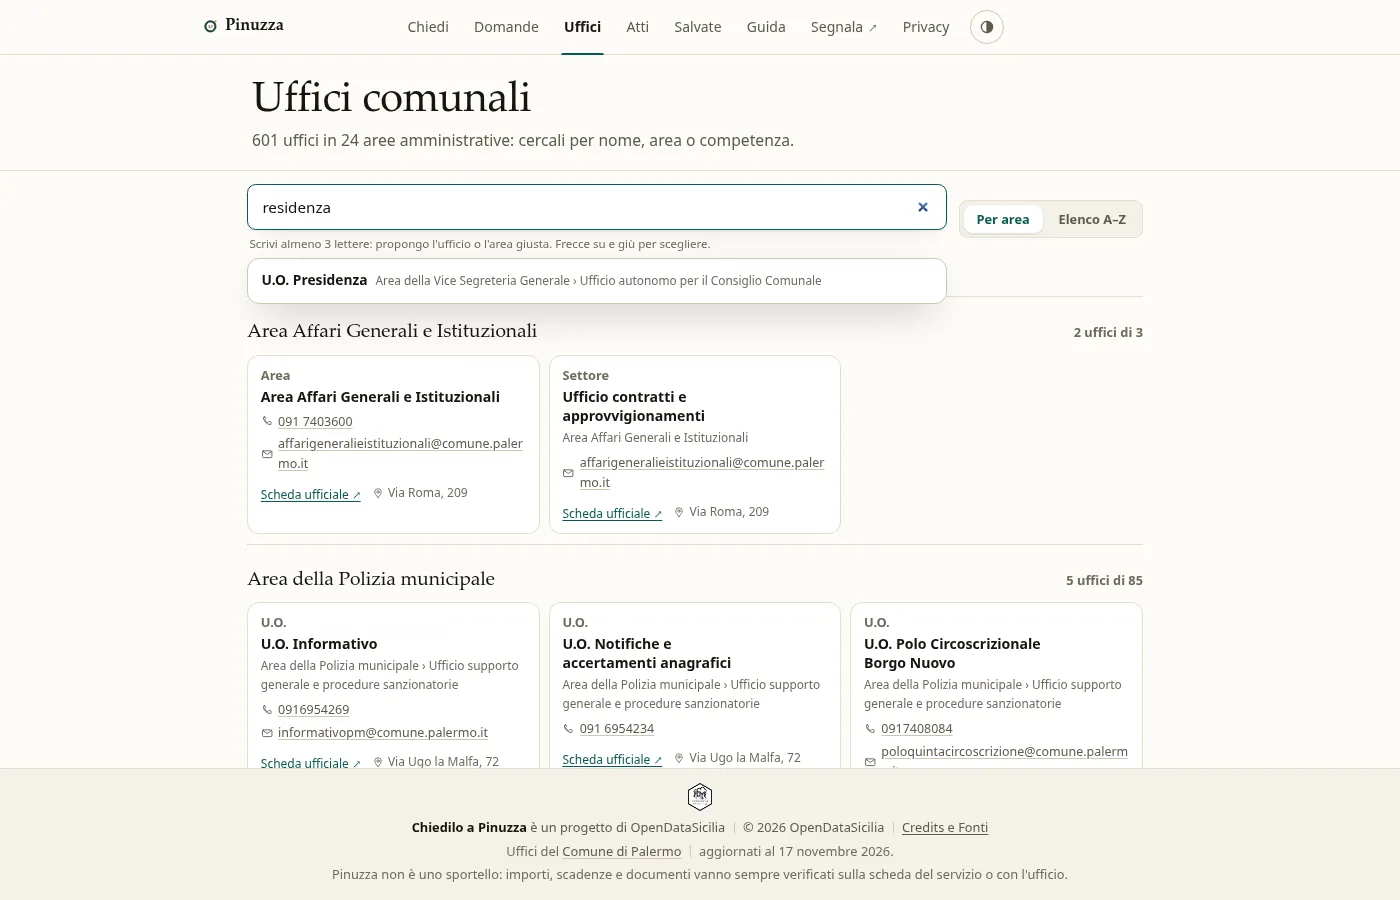 Pinuzza
Chiedi
Domande
Uffici
Atti
Salvate
Guida
Segnala ↗
Privacy
Uffici comunali
601 uffici in 24 aree amministrative: cercali per nome, area o competenza.
residenza
Per area
Elenco A–Z
Scrivi almeno 3 lettere: propongo l'ufficio o l'area giusta. Frecce su e giù per scegliere.
U.O. Presidenza Area della Vice Segreteria Generale › Ufficio autonomo per il Consiglio Comunale
Area Affari Generali e Istituzionali
2 uffici di 3
Area
Area Affari Generali e Istituzionali
091 7403600
affarigeneralieistituzionali@comune.paler
mo.it
Scheda ufficiale ↗ Via Roma, 209
Settore
Ufficio contratti e
approvvigionamenti
Area Affari Generali e Istituzionali
affarigeneralieistituzionali@comune.paler
mo.it
Scheda ufficiale ↗ Via Roma, 209
Area della Polizia municipale
5 uffici di 85
U.O.
U.O. Informativo
Area della Polizia municipale › Ufficio supporto
generale e procedure sanzionatorie
0916954269
informativopm@comune.palermo.it
Scheda ufficiale ↗ Via Ugo la Malfa, 72
U.O.
U.O. Notifiche e
accertamenti anagrafici
Area della Polizia municipale › Ufficio supporto
generale e procedure sanzionatorie
091 6954234
Scheda ufficiale ↗ Via Ugo la Malfa, 72
U.O.
U.O. Polo Circoscrizionale
Borgo Nuovo
Area della Polizia municipale › Ufficio supporto
generale e procedure sanzionatorie
0917408084
poloquintacircoscrizione@comune.palerm
Chiedilo a Pinuzza è un progetto di OpenDataSicilia | © 2026 OpenDataSicilia | Credits e Fonti
Uffici del Comune di Palermo | aggiornati al 17 novembre 2026.
Pinuzza non è uno sportello: importi, scadenze e documenti vanno sempre verificati sulla scheda del servizio o con l'ufficio.